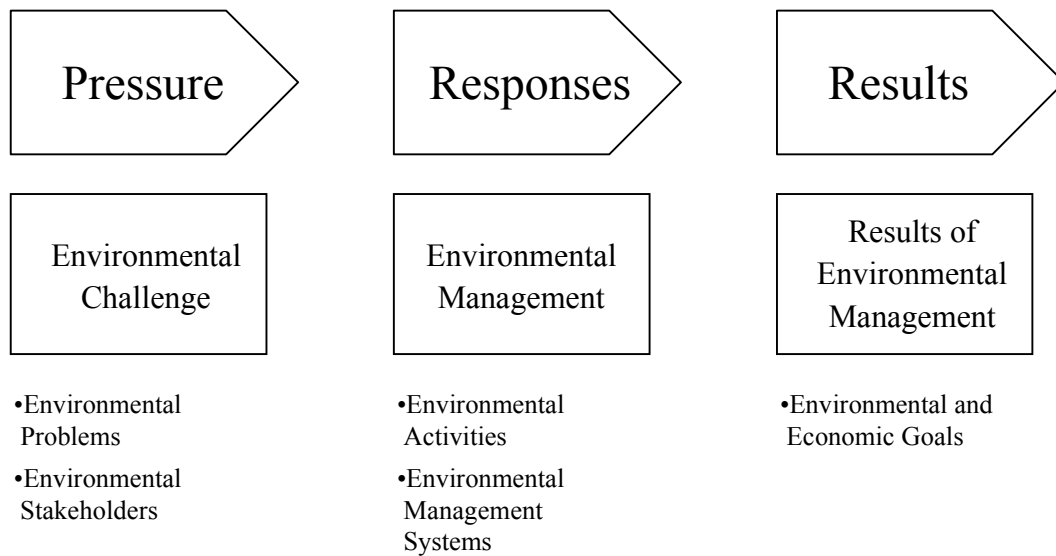 Pressure
Responses
Results
Environmental
Challenge
Environmental
Management
Results of
Environmental
Management
•Environmental
Problems
•Environmental
Stakeholders
•Environmental
Activities
•Environmental
Management
Systems
•Environmental and
Economic Goals